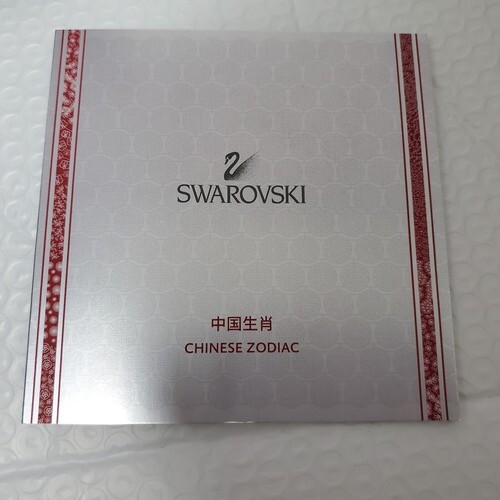 SWAROVSKI
中国生肖
CHINESE ZODIAC